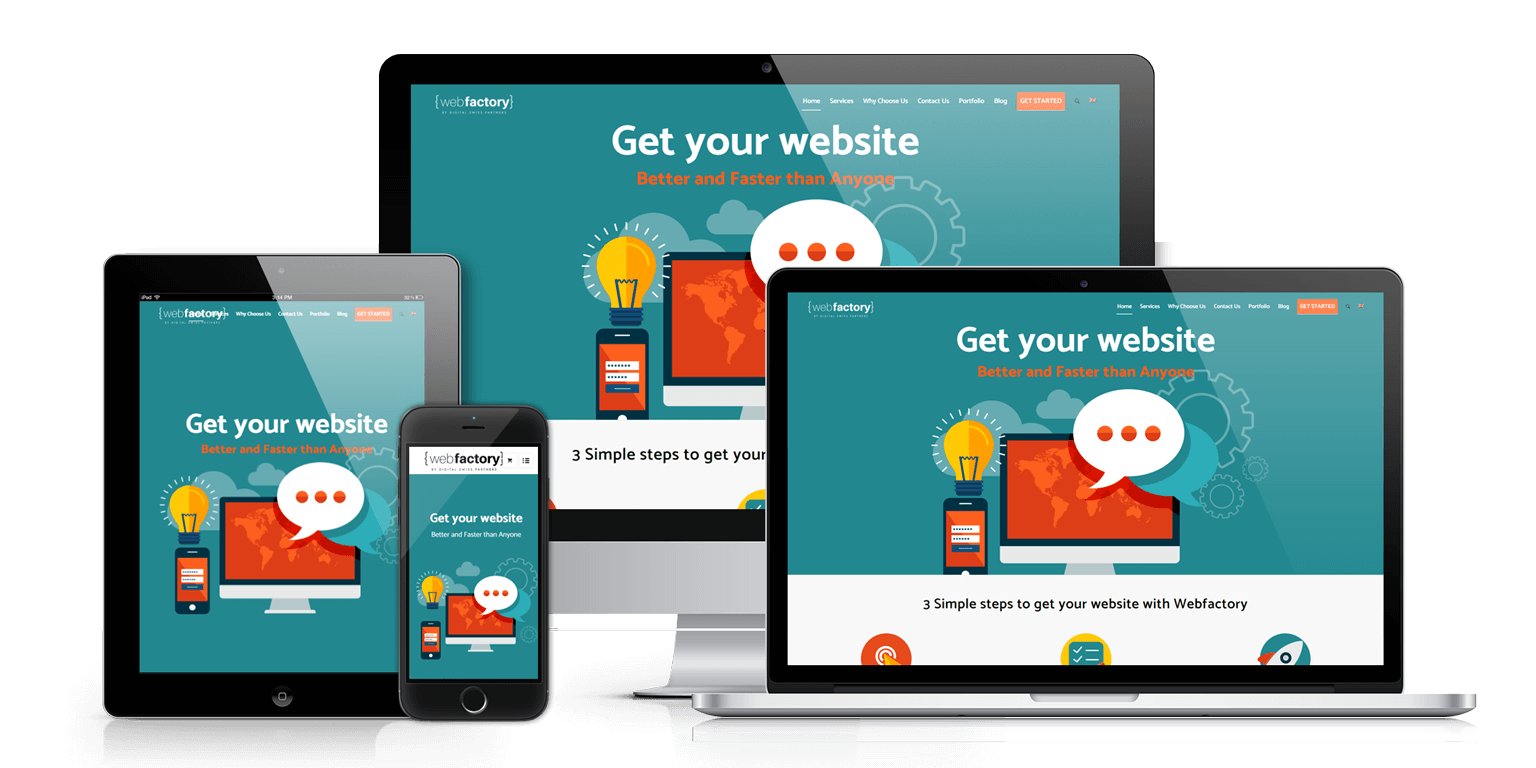 {webfactory}
BY DIGITAL SWISS PARTNERS
Home Services Why Choose Us Contact Us Portfolio Blog GET STARTED
Get your website
Better and Faster than Anyone
3 Simple steps to get your
iPad 3:14 PM 32%
{webfactory} Why Choose Us Contact Us Portfolio Blog GET STARTED
BY DIGITAL SWISS PARTNERS
Get your website
Better and Faster than Anyone
{webfactory}
BY DIGITAL SWISS PARTNERS
Get your website
Better and Faster than Anyone
{webfactory}
BY DIGITAL SWISS PARTNERS
Home Services Why Choose Us Contact Us Portfolio Blog GET STARTED
Get your website
Better and Faster than Anyone
3 Simple steps to get your website with Webfactory